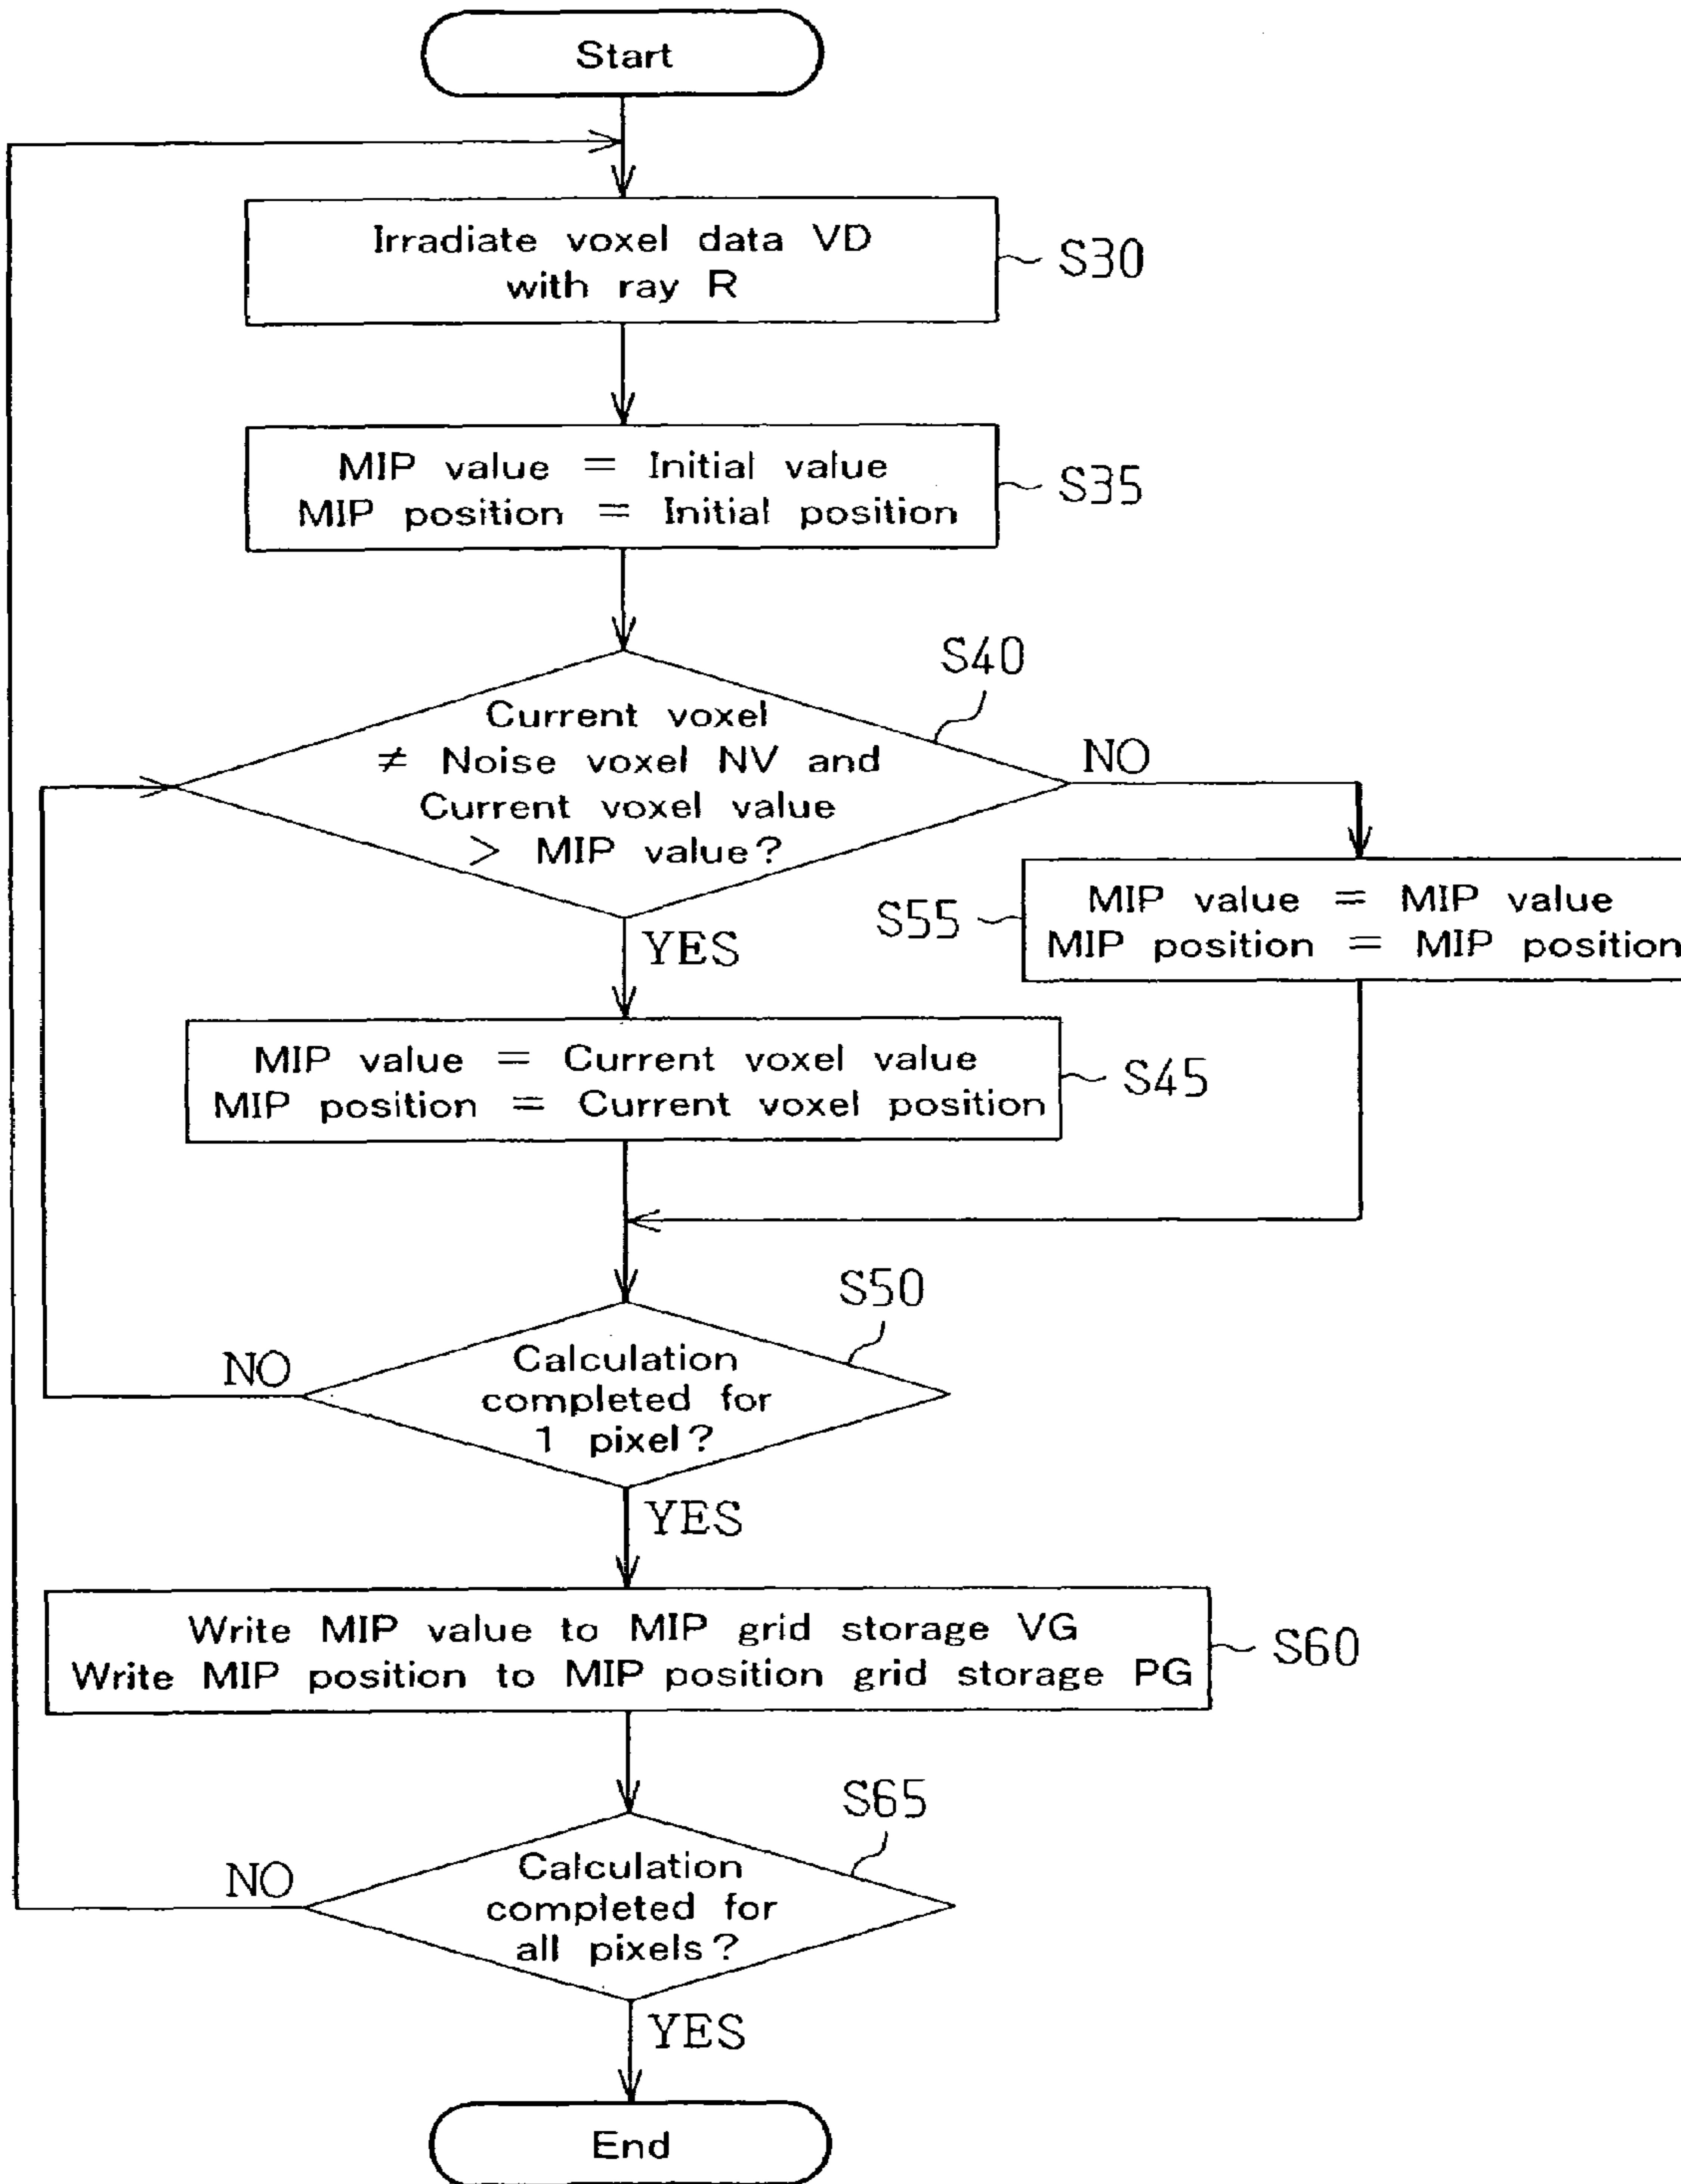 Start
Irradiate voxel data VD
with ray R
S30
MIP value = Initial value
MIP position = Initial position
S35
S40
Current voxel
≠ Noise voxel NV and
Current voxel value
> MIP value?
NO
YES
S55
MIP value = MIP value
MIP position = MIP position
MIP value = Current voxel value
MIP position = Current voxel position
S45
S50
Calculation
completed for
1 pixel?
NO
YES
Write MIP value to MIP grid storage VG
Write MIP position to MIP position grid storage PG
S60
S65
Calculation
completed for
all pixels?
NO
YES
End